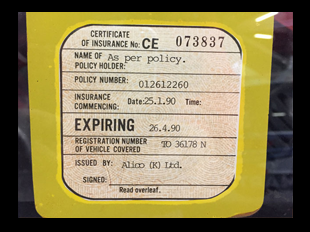 CERTIFICATE
OF INSURANCE No: CE 073837
NAME OF As per policy.
POLICY HOLDER:
POLICY NUMBER: 012612260
INSURANCE
COMMENCING: Date: 25.1.90 Time:
EXPIRING 26.4.90
REGISTRATION NUMBER
OF VEHICLE COVERED TO 36178 N
ISSUED BY: Alico (K) Ltd.
SIGNED:
Read overleaf.